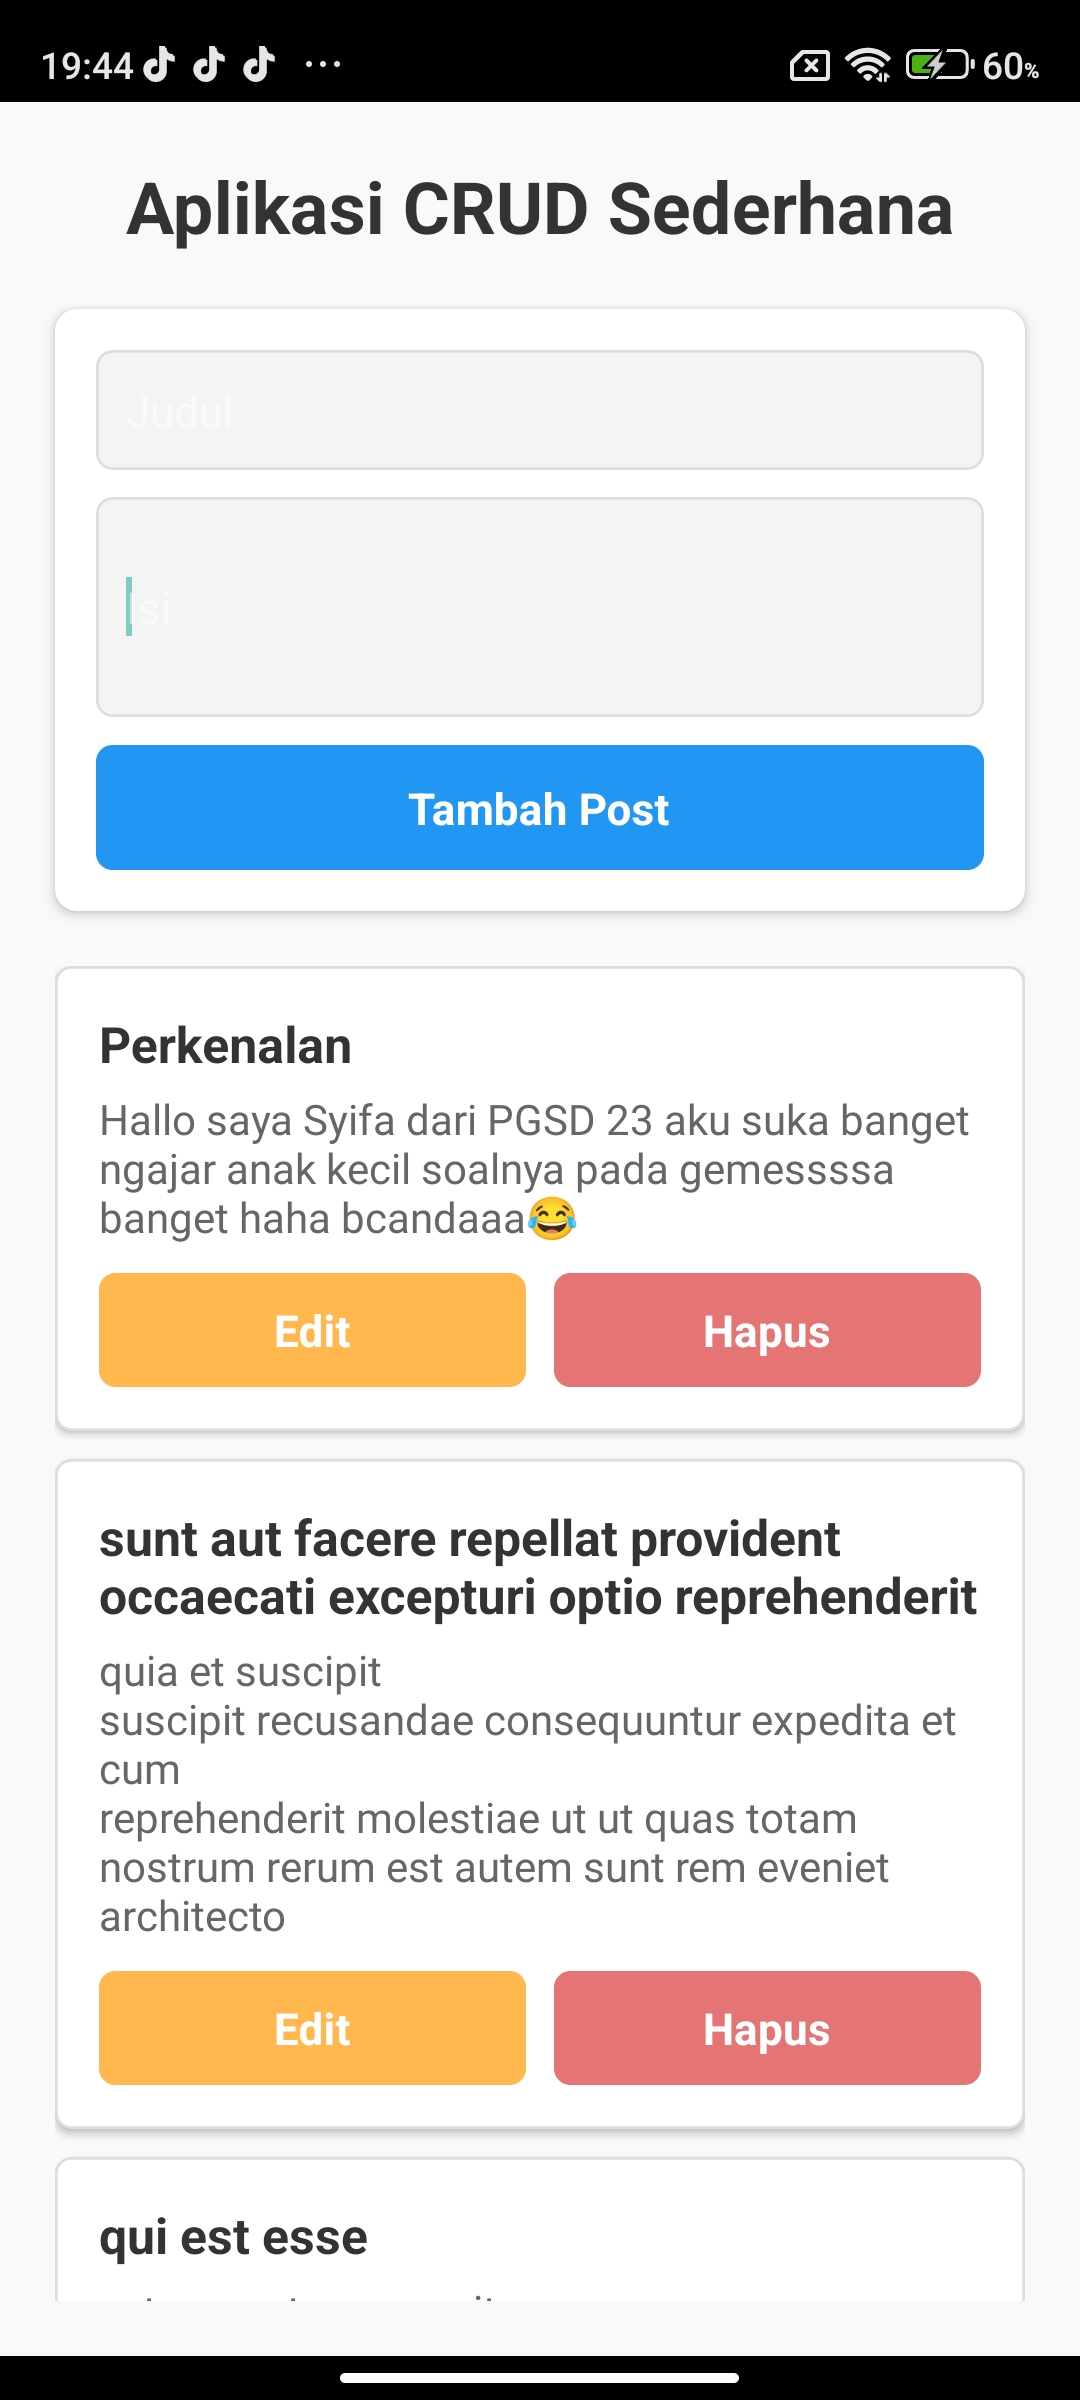 19:44 ... 60%
Aplikasi CRUD Sederhana
Judul
Isi
Tambah Post
Perkenalan
Hallo saya Syifa dari PGSD 23 aku suka banget
ngajar anak kecil soalnya pada gemessssa
banget haha bcandaaa😂
Edit Hapus
sunt aut facere repellat provident
occaecati excepturi optio reprehenderit
quia et suscipit
suscipit recusandae consequuntur expedita et
cum
reprehenderit molestiae ut ut quas totam
nostrum rerum est autem sunt rem eveniet
architecto
Edit Hapus
qui est esse